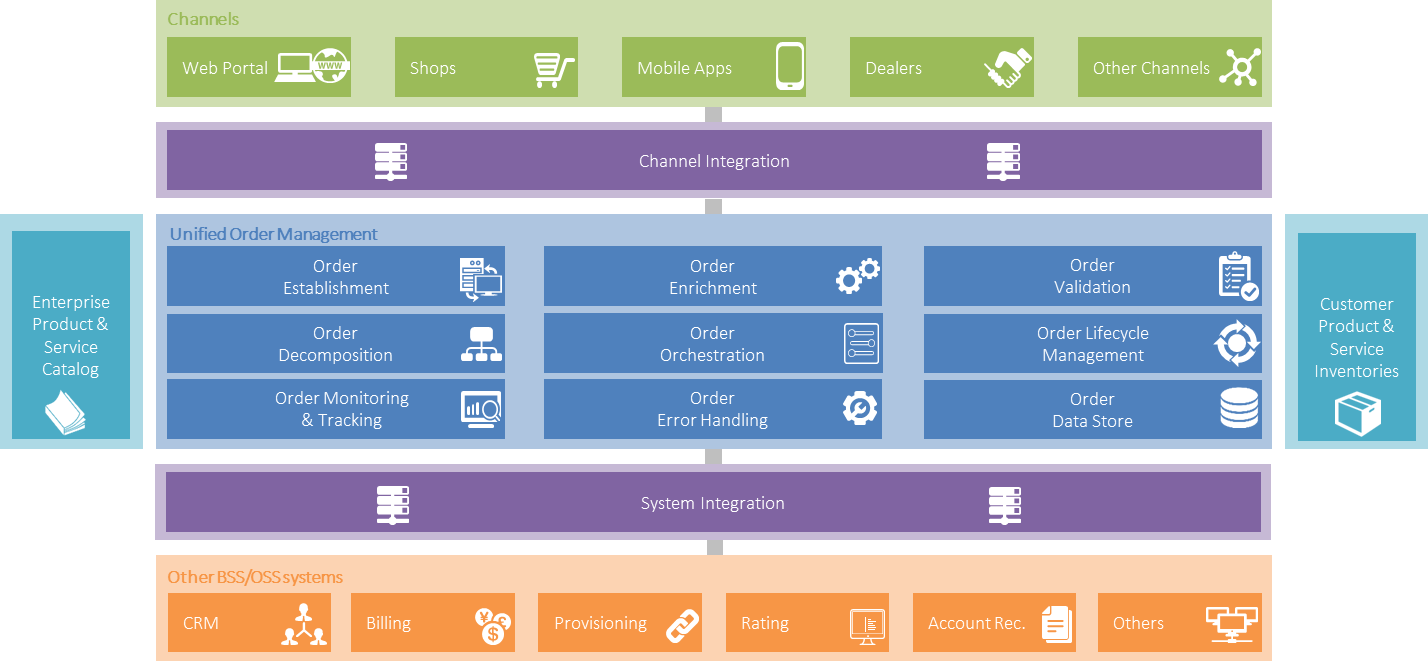 Channels
Web Portal
WWW
Shops
Mobile Apps
Dealers
Other Channels
Channel Integration
Enterprise
Product &
Service
Catalog
Unified Order Management
Order
Establishment
Order
Enrichment
Order
Validation
Order
Decomposition
Order
Orchestration
Order Lifecycle
Management
Order Monitoring
& Tracking
Order
Error Handling
Order
Data Store
Customer
Product &
Service
Inventories
System Integration
Other BSS/OSS systems
CRM
Billing
¥
€
$
Provisioning
Rating
Account Rec.
Others